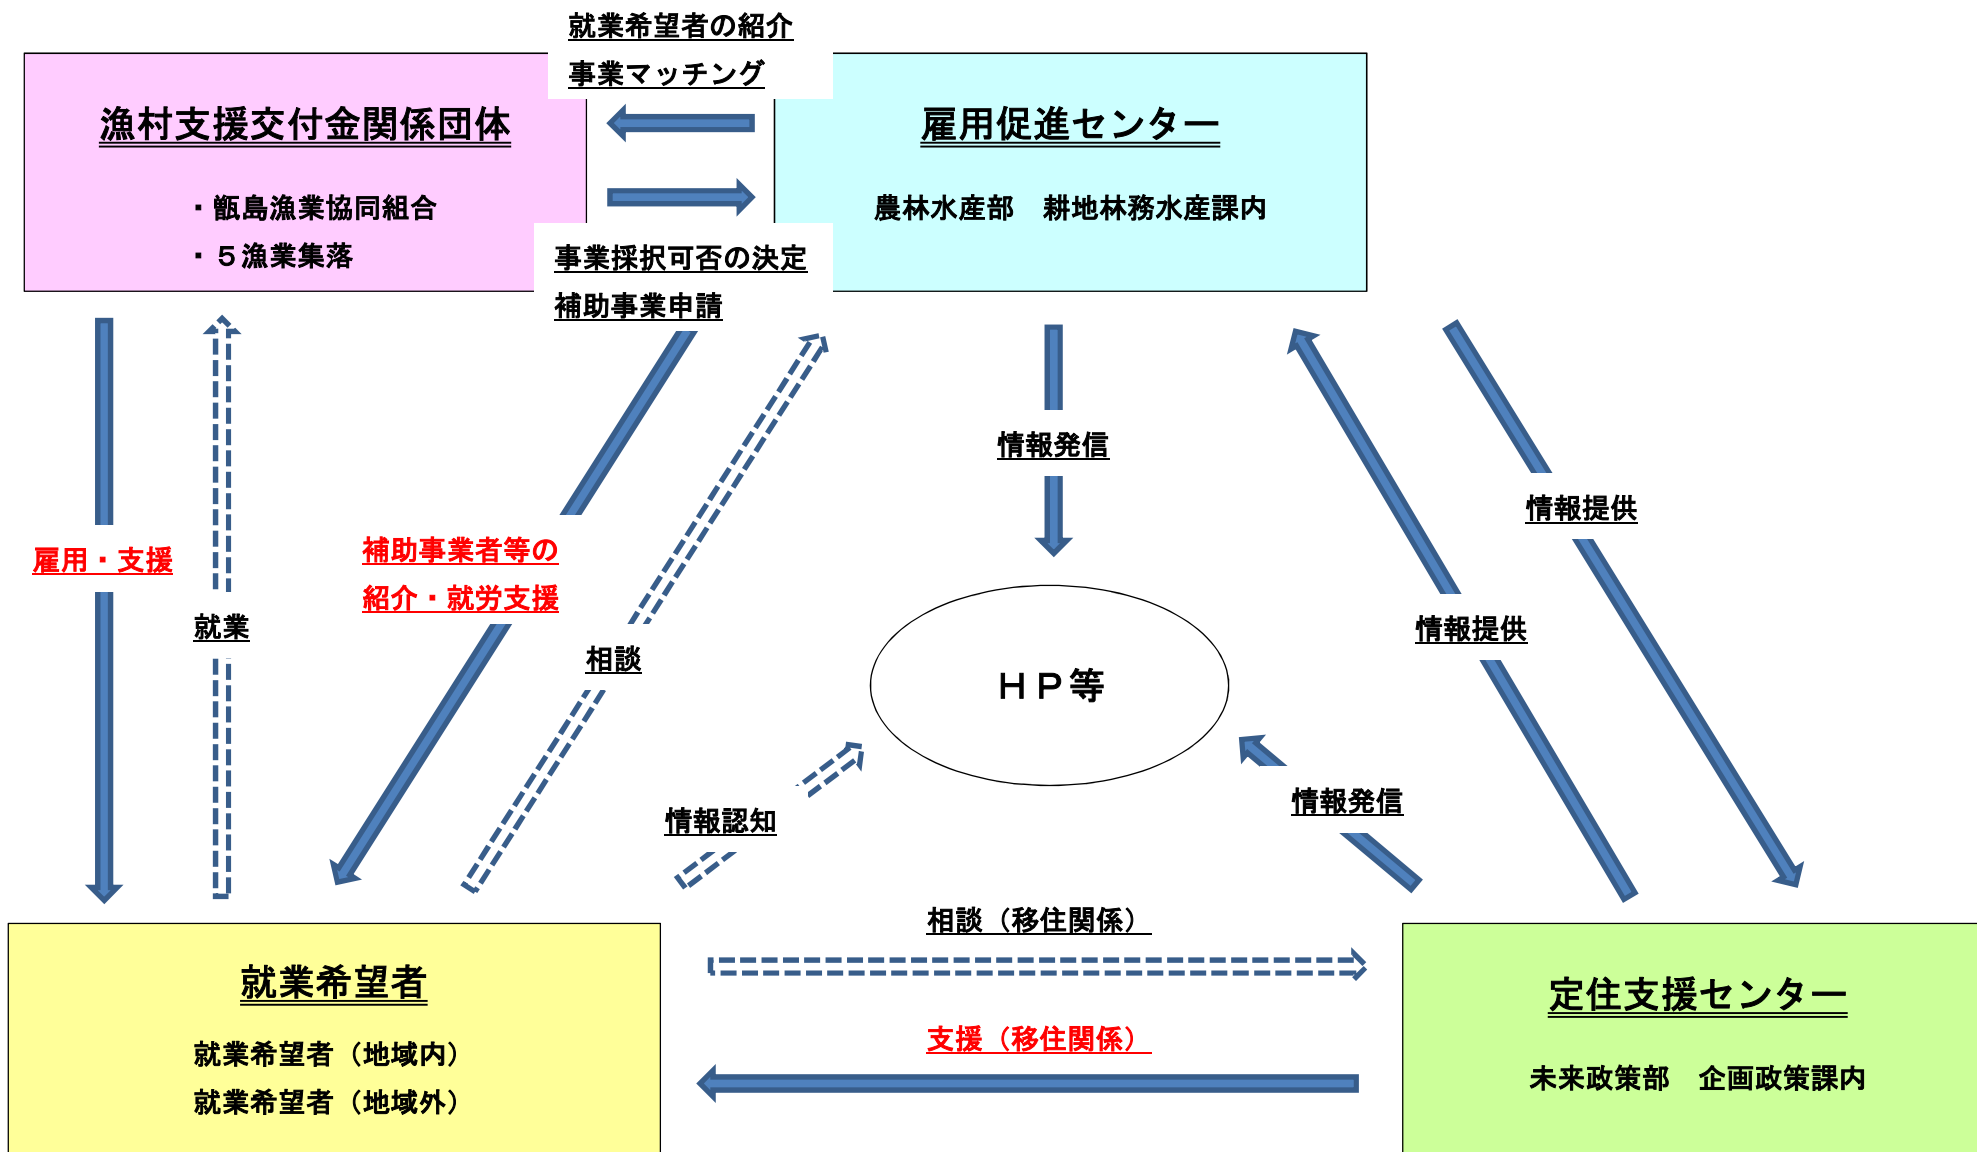 就業希望者の紹介
事業マッチング
漁村支援交付金関係団体
・甑島漁業協同組合
・５漁業集落
雇用促進センター
農林水産部　耕地林務水産課内
事業採択可否の決定
補助事業申請
情報発信
情報提供
雇用・支援
補助事業者等の
紹介・就労支援
就業
相談
情報提供
ＨＰ等
情報認知
情報発信
相談（移住関係）
就業希望者
就業希望者（地域内）
就業希望者（地域外）
支援（移住関係）
定住支援センター
未来政策部　企画政策課内